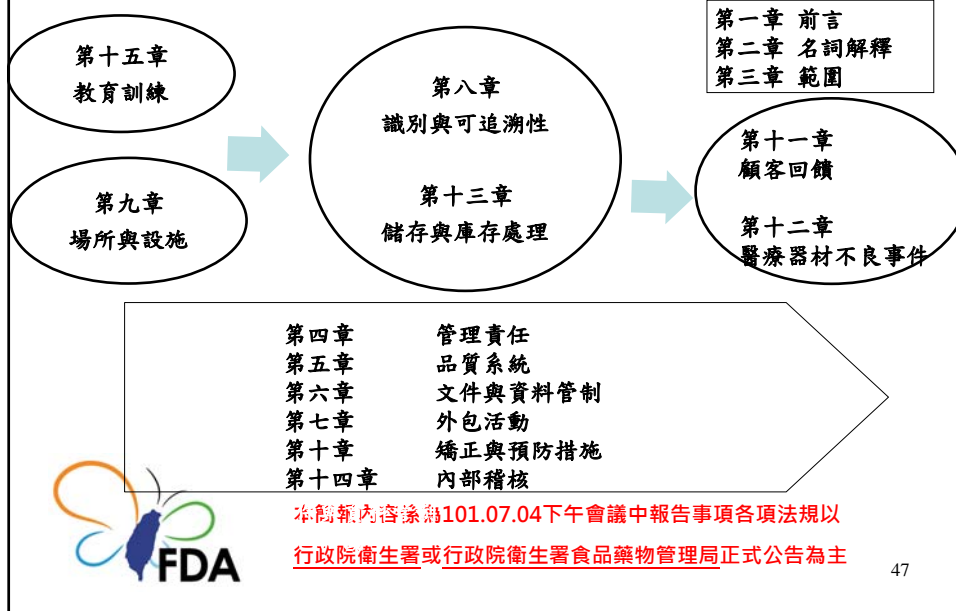 第一章 前言
第二章 名詞解釋
第三章 範圍
第十五章
教育訓練
第九章
場所與設施
第八章
識別與可追溯性
第十三章
儲存與庫存處理
第十一章
顧客回饋
第十二章
醫療器材不良事件
第四章 管理責任
第五章 品質系統
第六章 文件與資料管制
第七章 外包活動
第十章 矯正與預防措施
第十四章 內部稽核
101.07.04下午會議中報告事項各項法規以
行政院衛生署或行政院衛生署食品藥物管理局正式公告為主
FDA
47